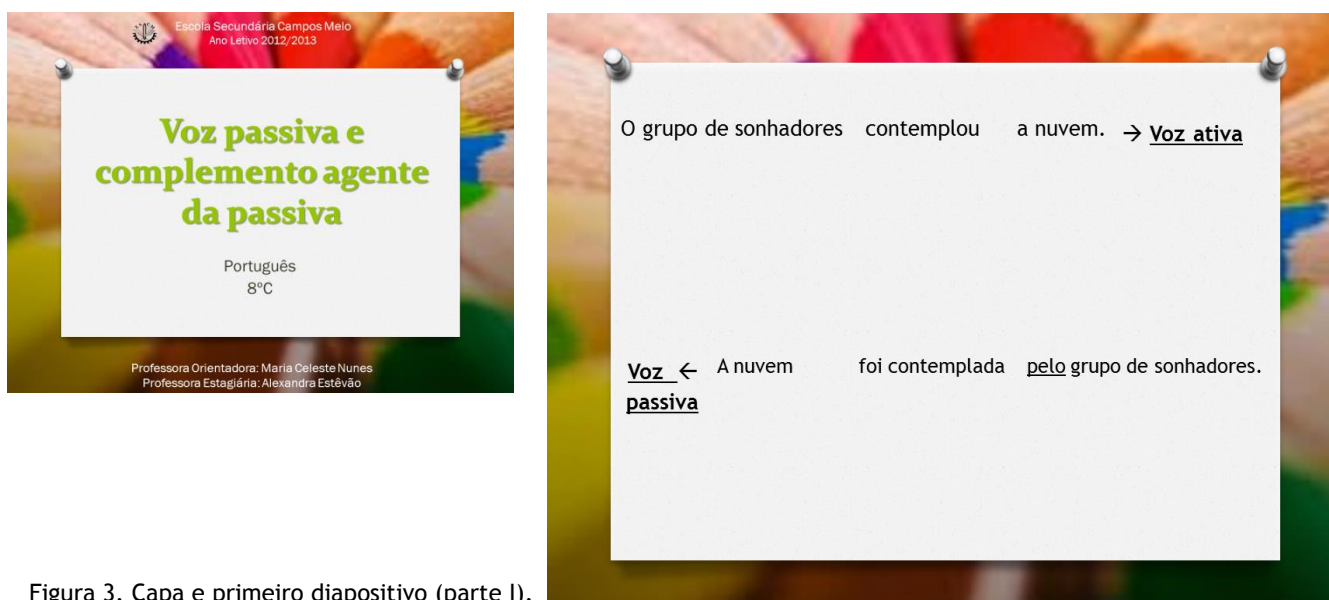 Escola Secundária Campos Melo
Ano Letivo 2012/2013
Voz passiva e
complemento agente
da passiva
Português
8ºC
Professora Orientadora: Maria Celeste Nunes
Professora Estagiária: Alexandra Estêvão
O grupo de sonhadores contemplou a nuvem. → Voz ativa
Voz ← A nuvem foi contemplada pelo grupo de sonhadores.
passiva
Figura 3. Capa e primeiro diapositivo (parte I).